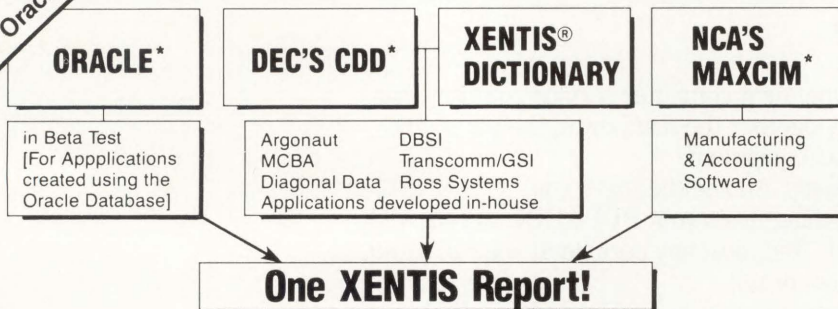 Orac
ORACLE*
DEC'S CDD*
XENTIS®
DICTIONARY
NCA'S
MAXCIM*
in Beta Test
[For Appplications
created using the
Oracle Database]
Argonaut DBSI
MCBA Transcomm/GSI
Diagonal Data Ross Systems
Applications developed in-house
Manufacturing
& Accounting
Software
One XENTIS Report!